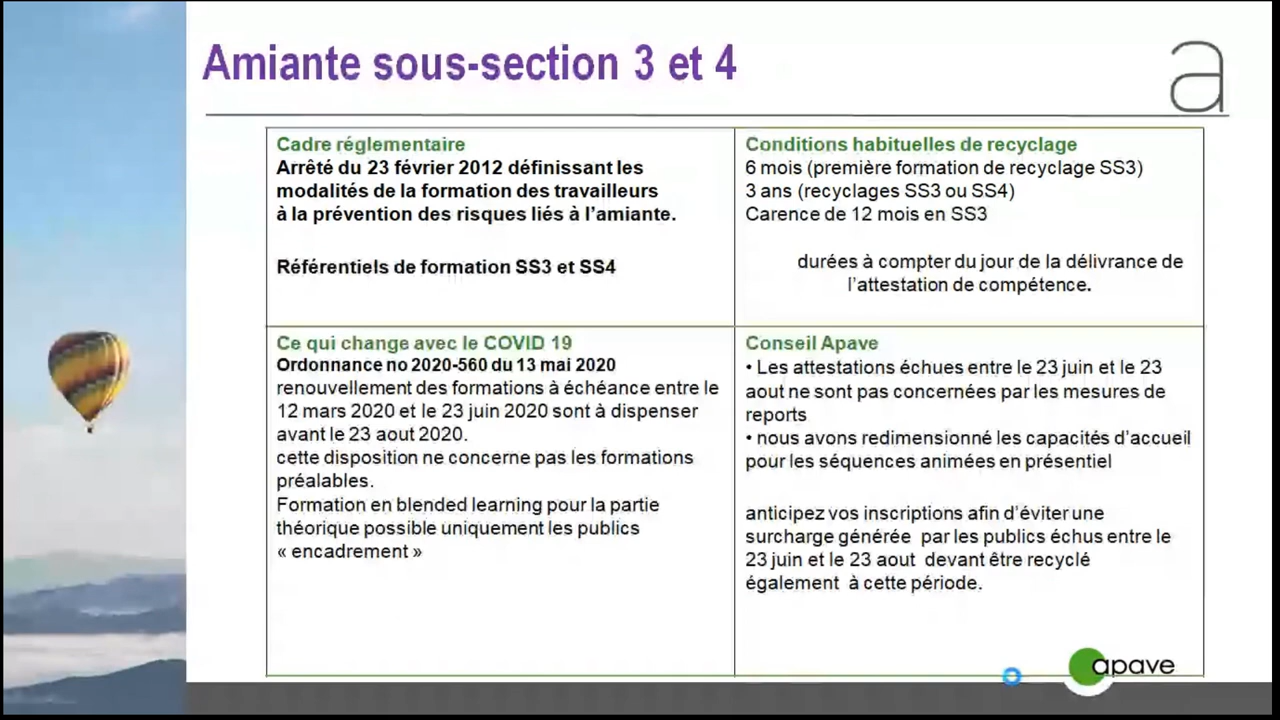 Amiante sous-section 3 et 4
a
Cadre réglementaire
Arrêté du 23 février 2012 définissant les
modalités de la formation des travailleurs
à la prévention des risques liés à l'amiante.
Référentiels de formation SS3 et SS4
Conditions habituelles de recyclage
6 mois (première formation de recyclage SS3)
3 ans (recyclages SS3 ou SS4)
Carence de 12 mois en SS3
durées à compter du jour de la délivrance de
l'attestation de compétence.
Ce qui change avec le COVID 19
Ordonnance no 2020-560 du 13 mai 2020
renouvellement des formations à échéance entre le
12 mars 2020 et le 23 juin 2020 sont à dispenser
avant le 23 aout 2020.
cette disposition ne concerne pas les formations
préalables.
Formation en blended learning pour la partie
théorique possible uniquement les publics
« encadrement »
Conseil Apave
• Les attestations échues entre le 23 juin et le 23
aout ne sont pas concernées par les mesures de
reports
• nous avons redimensionné les capacités d'accueil
pour les séquences animées en présentiel
anticipez vos inscriptions afin d'éviter une
surcharge générée par les publics échus entre le
23 juin et le 23 aout devant être recyclé
également à cette période.
apave